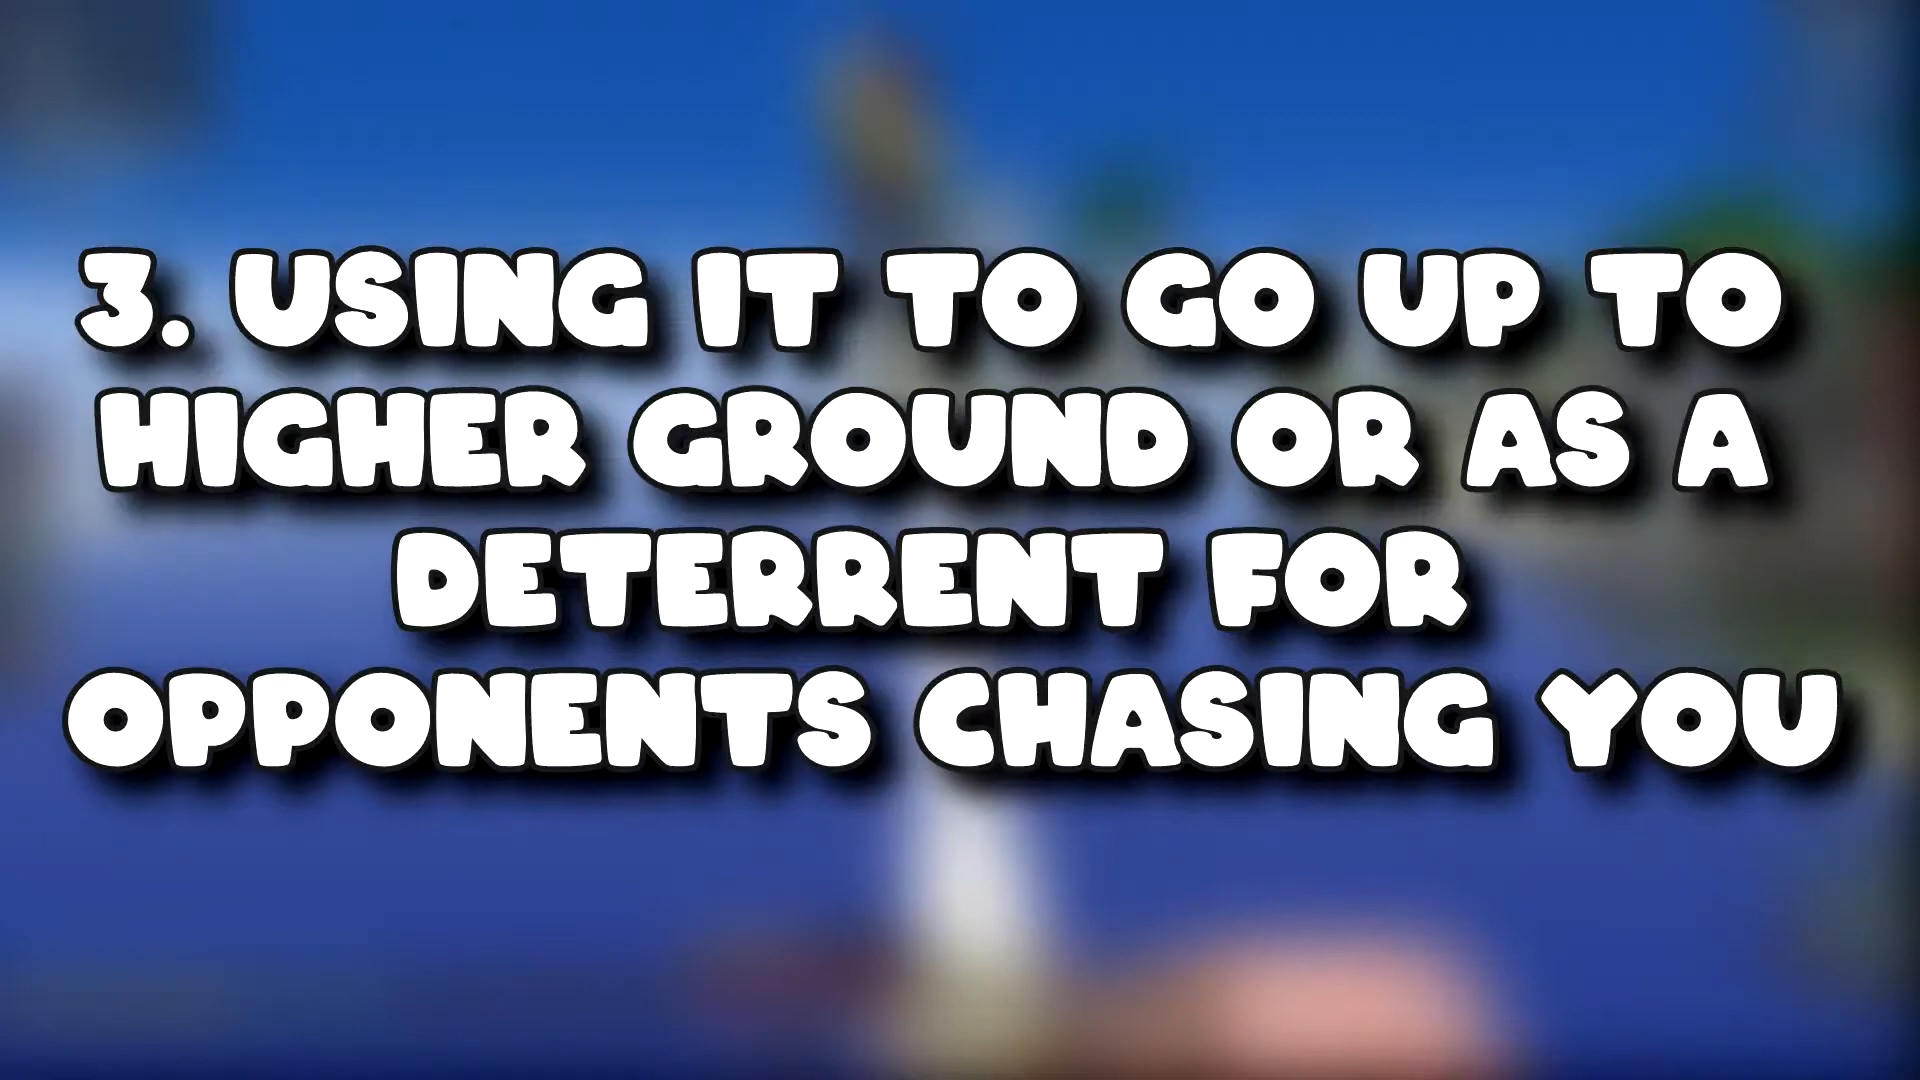 3. USING IT TO GO UP TO
HIGHER GROUND OR AS A
DETERRENT FOR
OPPONENTS CHASING YOU